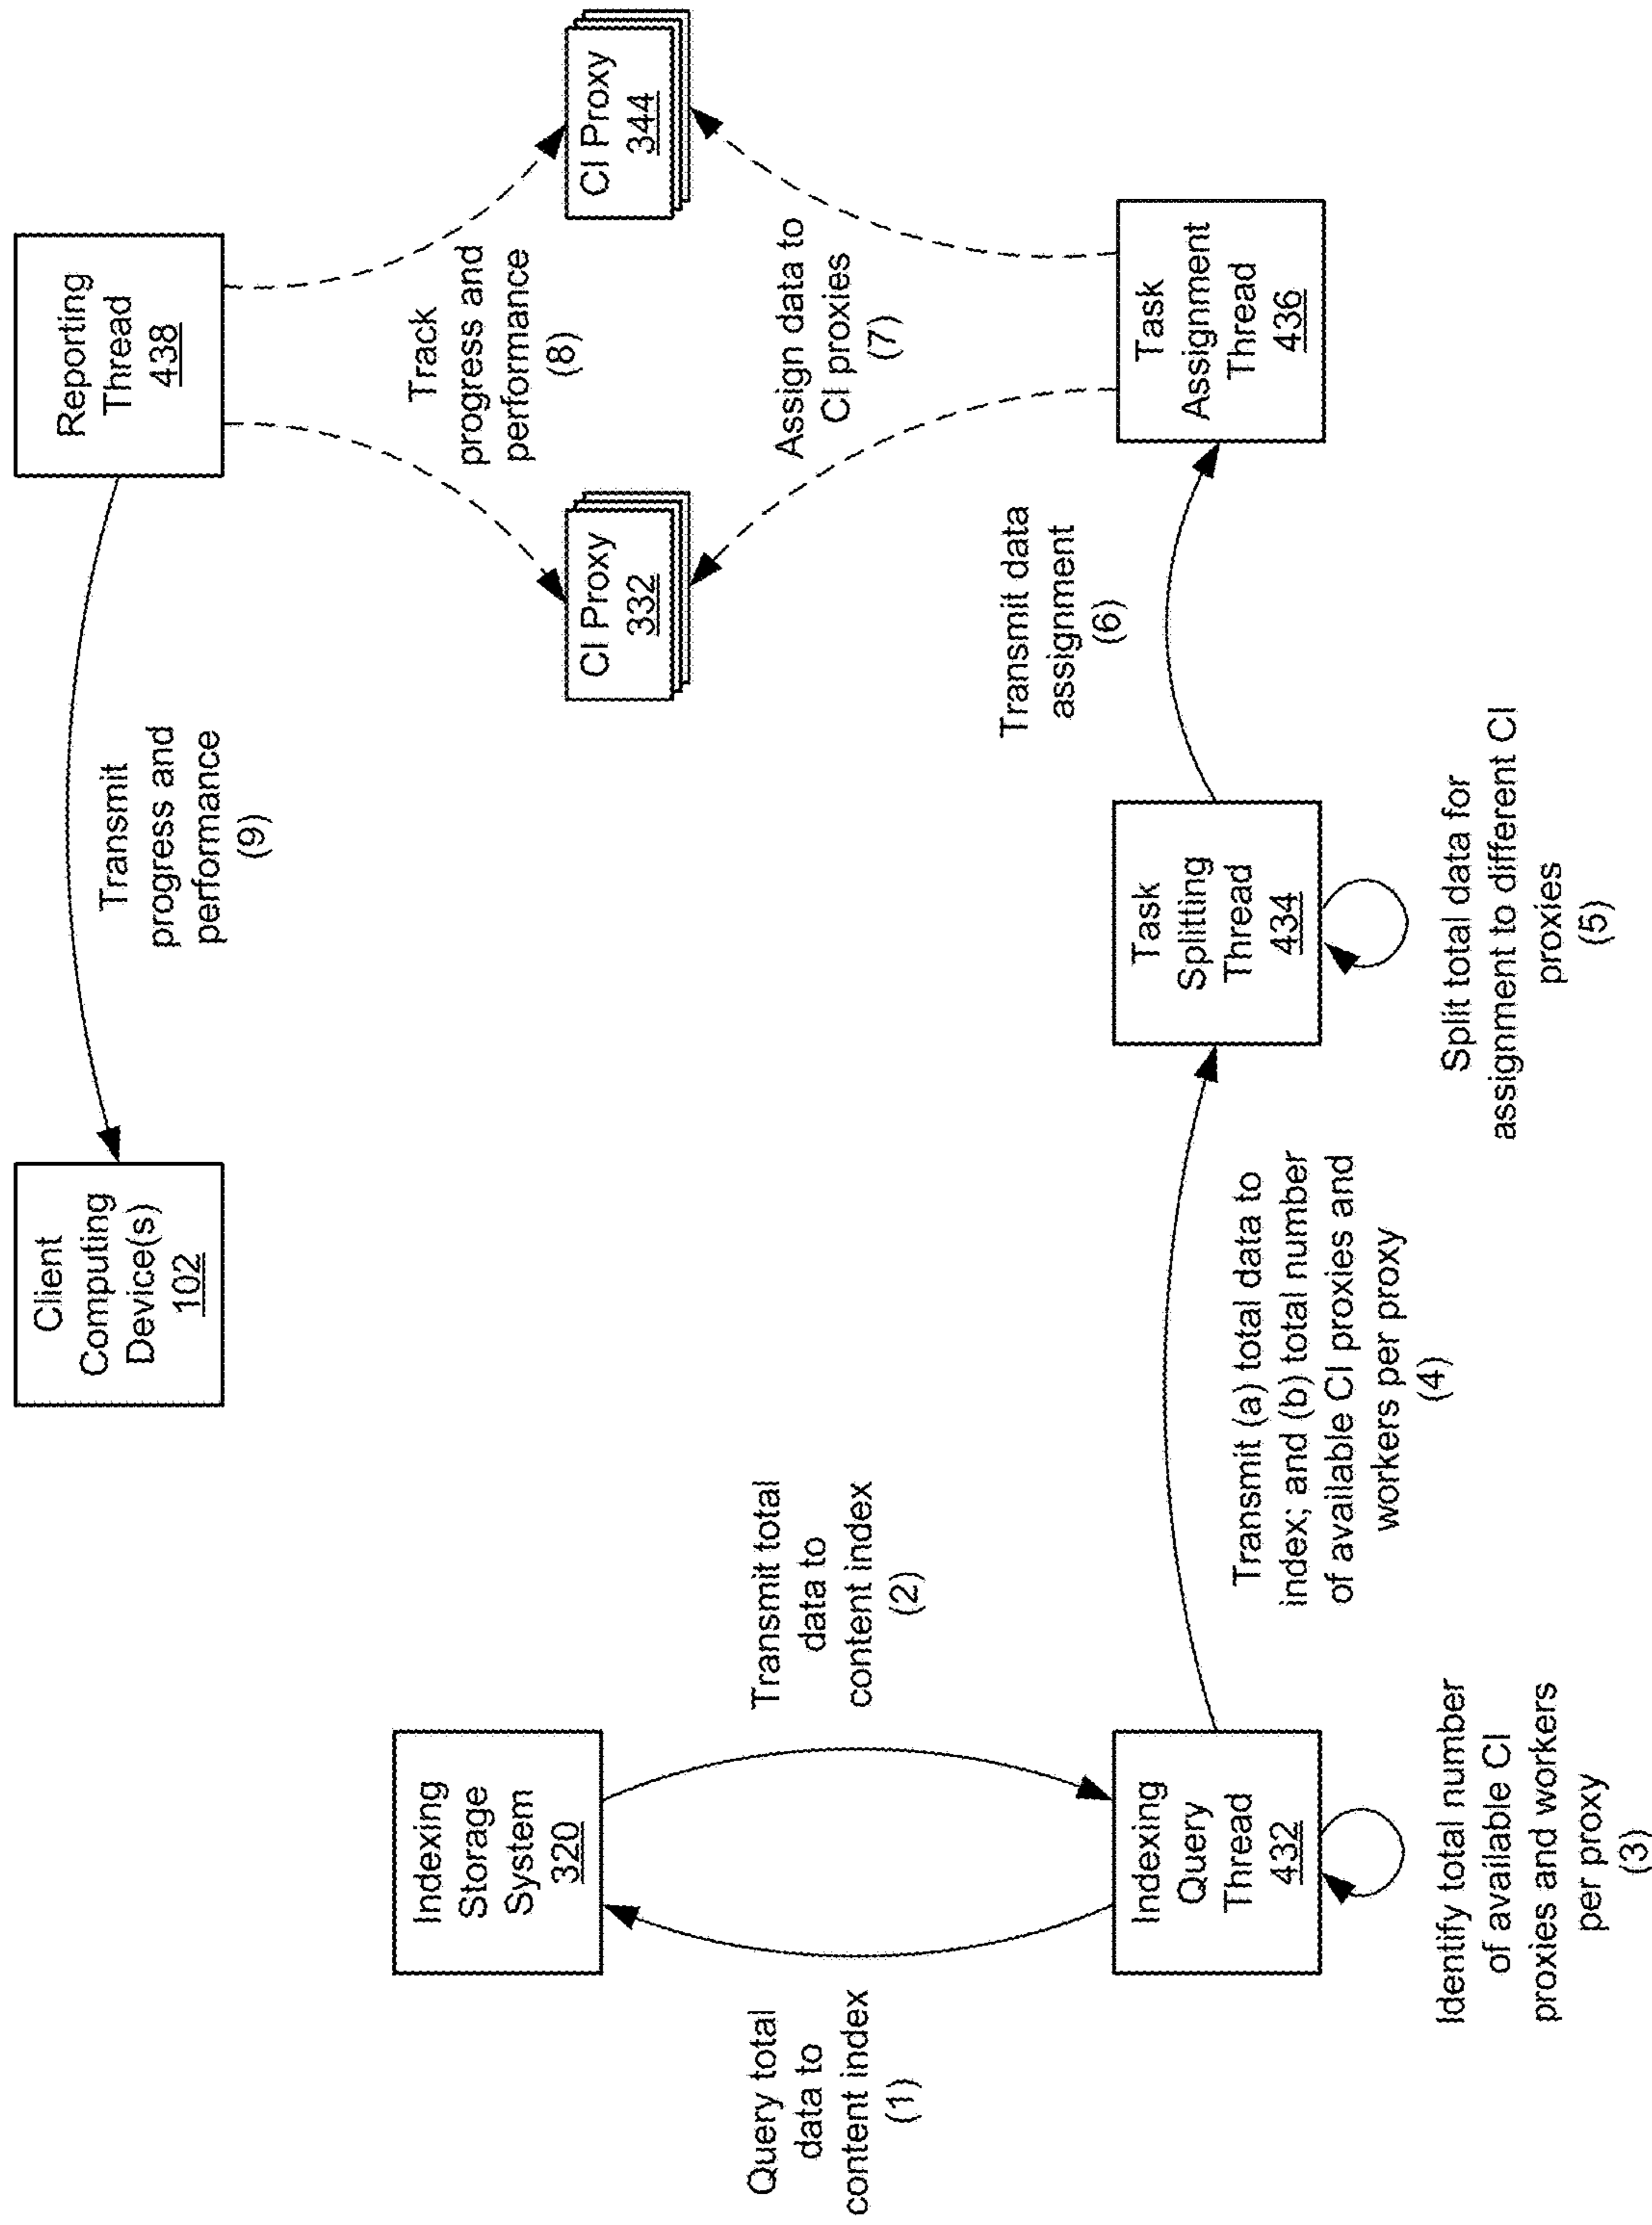 Client
Computing
Device(s)
102
Transmit
progress and
performance
(9)
Reporting
Thread
438
Indexing
Storage
System
320
Track
progress and
performance
(8)
CI Proxy
332
CI Proxy
344
Query total
data to
content index
(1)
Transmit total
data to
content index
(2)
Assign data to
CI proxies
(7)
Transmit data
assignment
(6)
Indexing
Query
Thread
432
Transmit (a) total data to
index; and (b) total number
of available CI proxies and
workers per proxy
(4)
Task
Splitting
Thread
434
Task
Assignment
Thread
436
Identify total number
of available CI
proxies and workers
per proxy
(3)
Split total data for
assignment to different CI
proxies
(5)